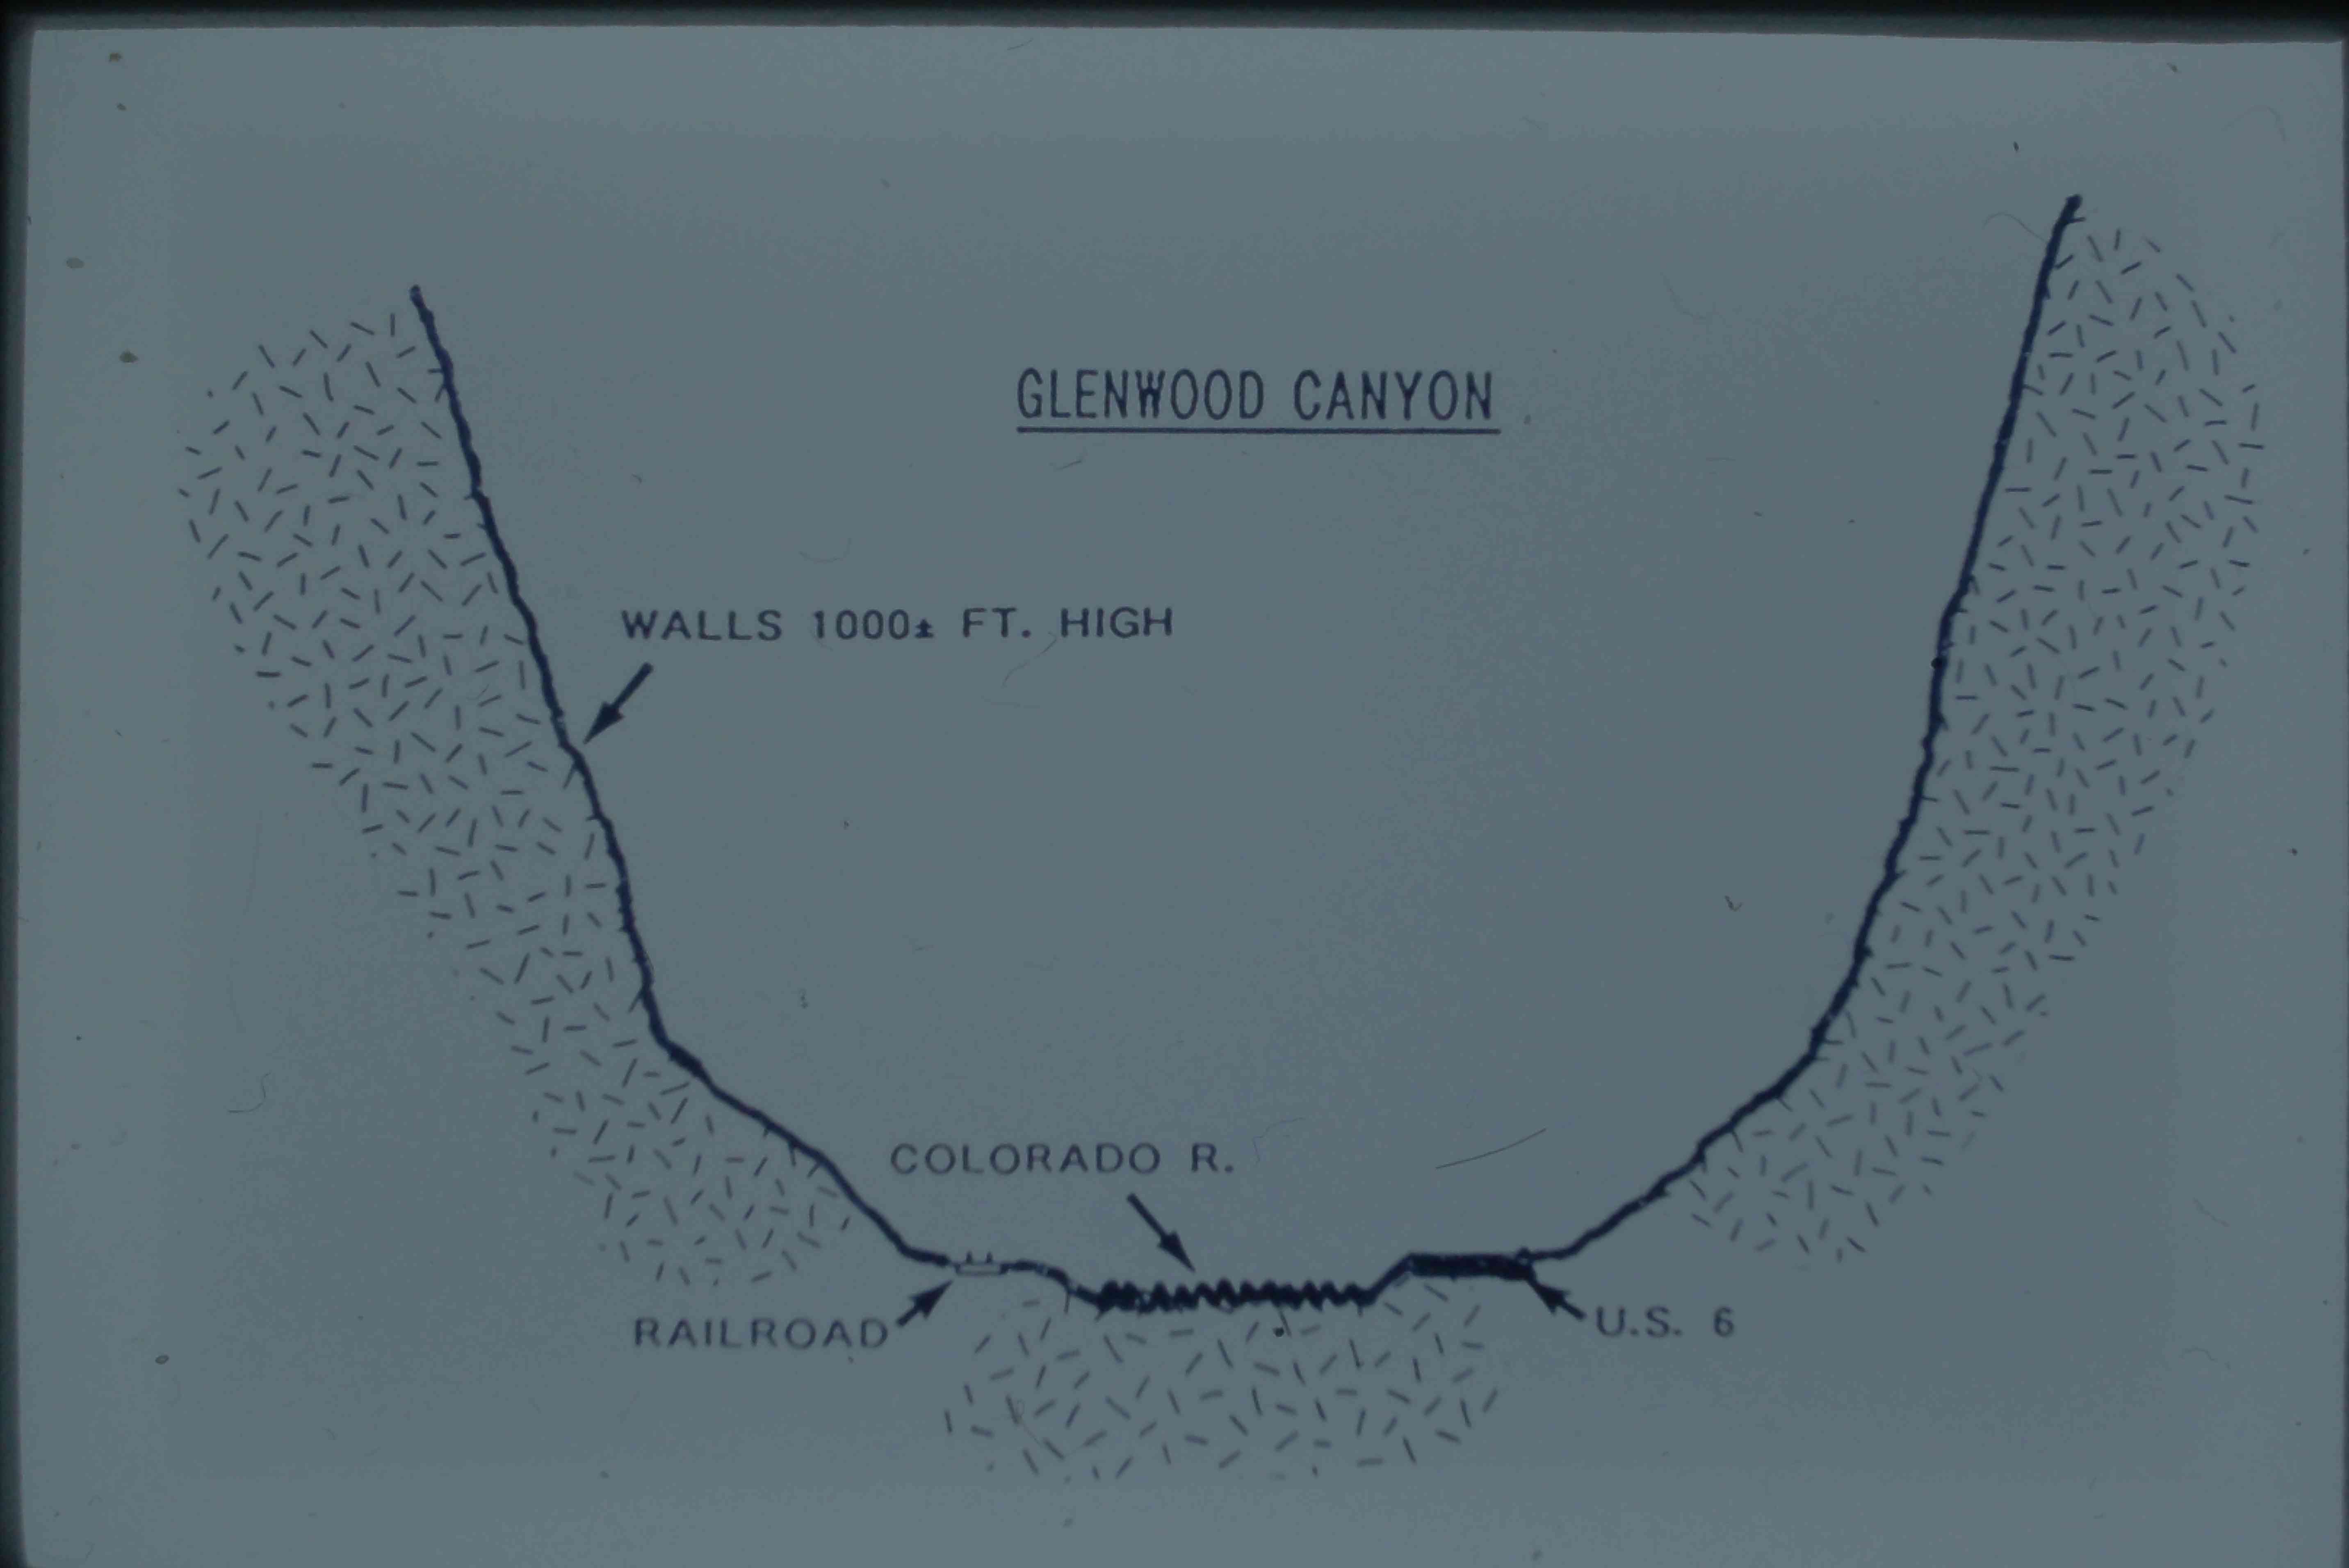 GLENWOOD CANYON
WALLS 1000± FT. HIGH
COLORADO R.
RAILROAD
U.S. 6